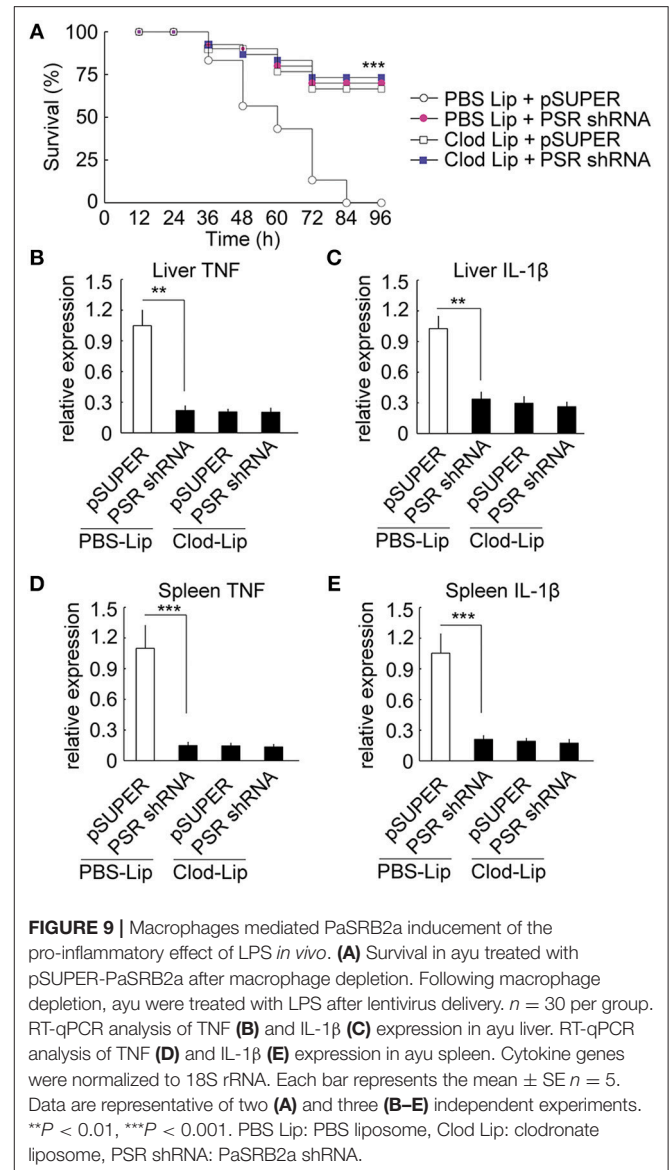 A
Survival (%)
100
75
50
25
0
***
0 12 24 36 48 60 72 84 96
Time (h)
PBS Lip + pSUPER
PBS Lip + PSR shRNA
Clod Lip + pSUPER
Clod Lip + PSR shRNA
B
Liver TNF
relative expression
1.5
1.2
0.9
0.6
0.3
0
**
pSUPER
PSR shRNA
pSUPER
PSR shRNA
PBS-Lip
Clod-Lip
C
Liver IL-1β
relative expression
1.5
1.2
0.9
0.6
0.3
0
**
pSUPER
PSR shRNA
pSUPER
PSR shRNA
PBS-Lip
Clod-Lip
D
Spleen TNF
relative expression
1.5
1.2
0.9
0.6
0.3
0
***
pSUPER
PSR shRNA
pSUPER
PSR shRNA
PBS-Lip
Clod-Lip
E
Spleen IL-1β
relative expression
1.5
1.2
0.9
0.6
0.3
0
***
pSUPER
PSR shRNA
pSUPER
PSR shRNA
PBS-Lip
Clod-Lip
FIGURE 9 | Macrophages mediated PaSRB2a inducement of the
pro-inflammatory effect of LPS in vivo. (A) Survival in ayu treated with
pSUPER-PaSRB2a after macrophage depletion. Following macrophage
depletion, ayu were treated with LPS after lentivirus delivery. n = 30 per group.
RT-qPCR analysis of TNF (B) and IL-1β (C) expression in ayu liver. RT-qPCR
analysis of TNF (D) and IL-1β (E) expression in ayu spleen. Cytokine genes
were normalized to 18S rRNA. Each bar represents the mean ± SE n = 5.
Data are representative of two (A) and three (B–E) independent experiments.
**P < 0.01, ***P < 0.001. PBS Lip: PBS liposome, Clod Lip: clodronate
liposome, PSR shRNA: PaSRB2a shRNA.